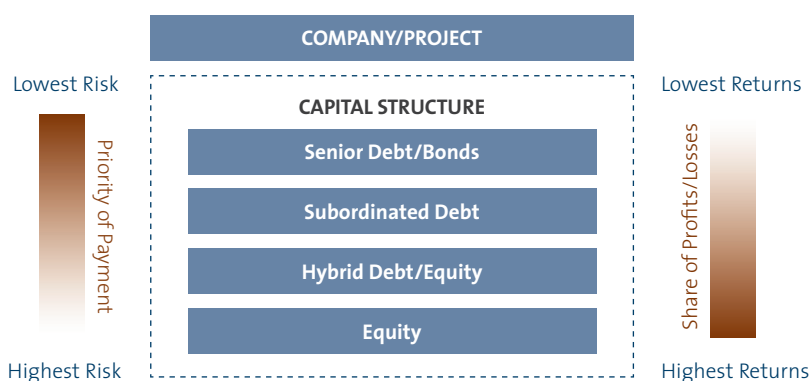 COMPANY/PROJECT
Lowest Risk
Lowest Returns
CAPITAL STRUCTURE
Senior Debt/Bonds
Priority of Payment
Subordinated Debt
Share of Profits/Losses
Hybrid Debt/Equity
Equity
Highest Risk
Highest Returns